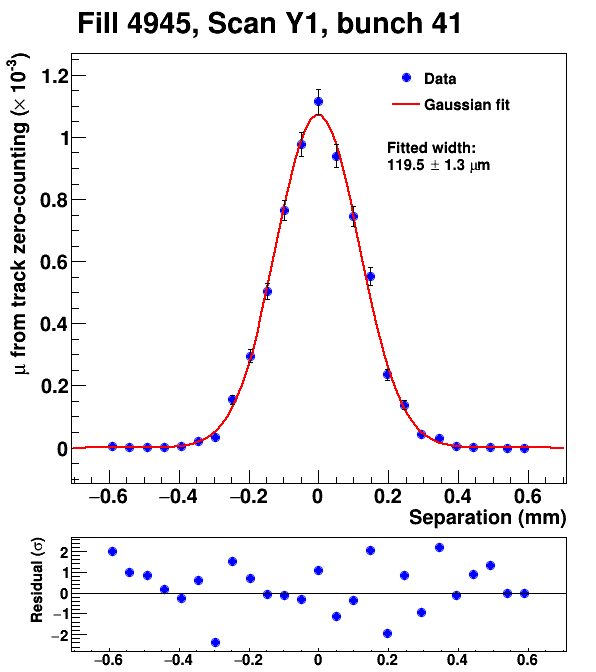 Fill 4945, Scan Y1, bunch 41
μ from track zero-counting (× 10⁻³)
1.2
1
0.8
0.6
0.4
0.2
0
Data
Gaussian fit
Fitted width:
119.5 ± 1.3 μm
−0.6 −0.4 −0.2 0 0.2 0.4 0.6
Separation (mm)
Residual (σ)
2
1
0
−1
−2
−0.6 −0.4 −0.2 0 0.2 0.4 0.6